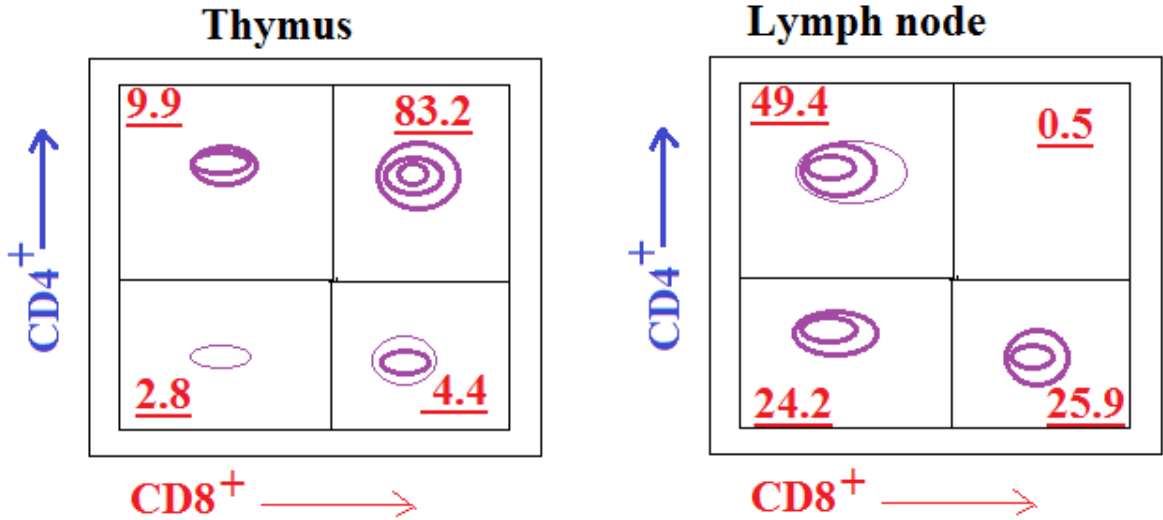 Thymus
9.9
83.2
2.8
4.4
CD4+
CD8+
Lymph node
49.4
0.5
24.2
25.9
CD4+
CD8+